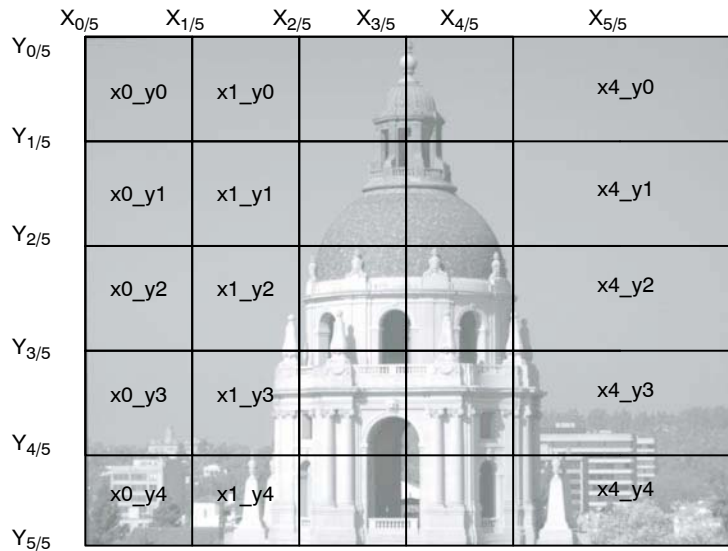 X0/5 X1/5 X2/5 X3/5 X4/5 X5/5
Y0/5
x0_y0 x1_y0 x4_y0
Y1/5
x0_y1 x1_y1 x4_y1
Y2/5
x0_y2 x1_y2 x4_y2
Y3/5
x0_y3 x1_y3 x4_y3
Y4/5
x0_y4 x1_y4 x4_y4
Y5/5